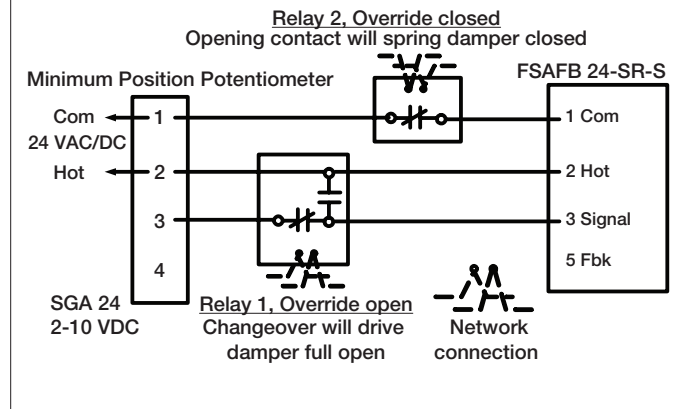 Relay 2, Override closed
Opening contact will spring damper closed
Minimum Position Potentiometer
FSAFB 24-SR-S
Com
1
1 Com
24 VAC/DC
Hot
2
2 Hot
3
3 Signal
4
5 Fbk
SGA 24
2-10 VDC
Relay 1, Override open
Changeover will drive
damper full open
Network
connection